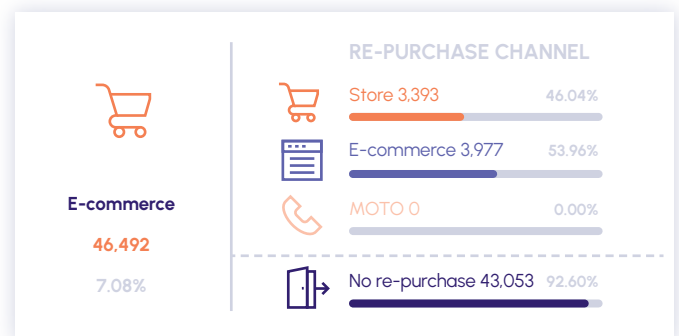 RE-PURCHASE CHANNEL
Store 3,393 46.04%
E-commerce 3,977 53.96%
MOTO 0 0.00%
No re-purchase 43,053 92.60%
E-commerce
46,492
7.08%